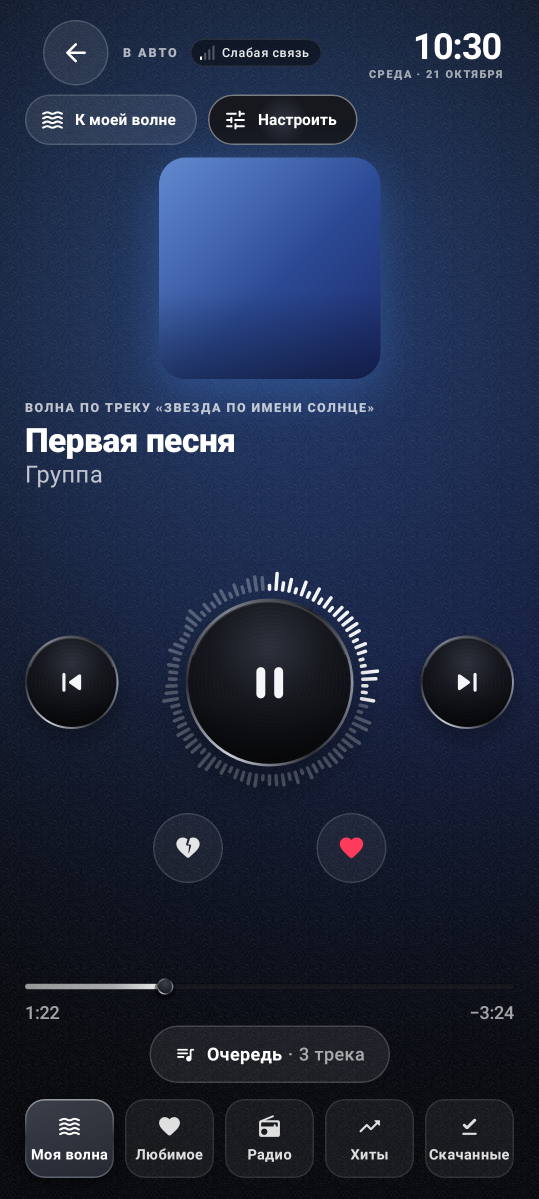 В АВТО
Слабая связь
10:30
СРЕДА · 21 ОКТЯБРЯ
К моей волне
Настроить
ВОЛНА ПО ТРЕКУ «ЗВЕЗДА ПО ИМЕНИ СОЛНЦЕ»
Первая песня
Группа
1:22
−3:24
Очередь · 3 трека
Моя волна
Любимое
Радио
Хиты
Скачанные